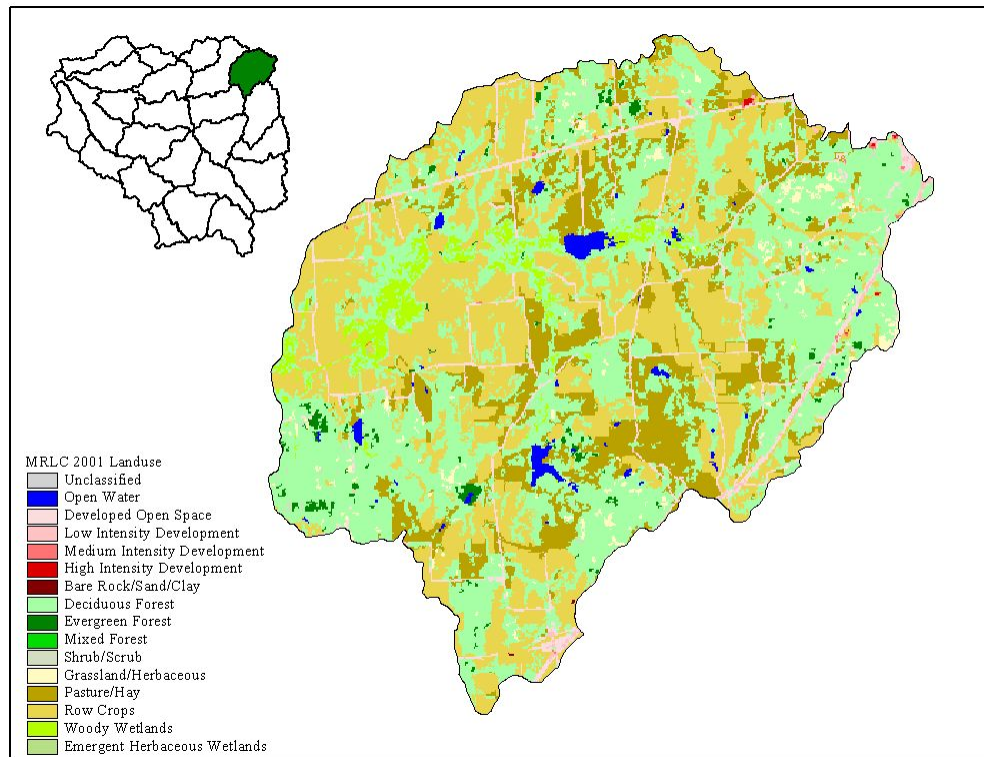 MRLC 2001 Landuse
Unclassified
Open Water
Developed Open Space
Low Intensity Development
Medium Intensity Development
High Intensity Development
Bare Rock/Sand/Clay
Deciduous Forest
Evergreen Forest
Mixed Forest
Shrub/Scrub
Grassland/Herbaceous
Pasture/Hay
Row Crops
Woody Wetlands
Emergent Herbaceous Wetlands